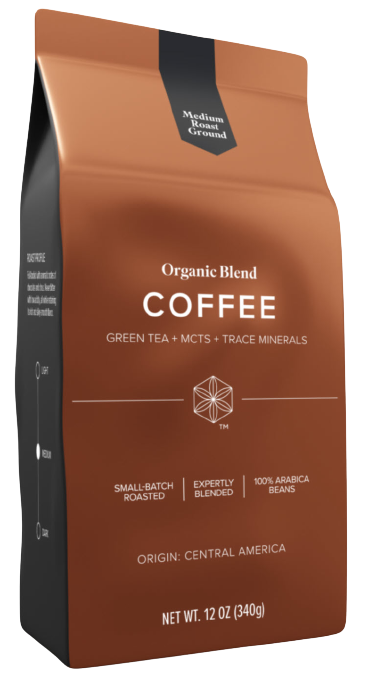 Medium
Roast
Ground
Organic Blend
COFFEE
GREEN TEA + MCTS + TRACE MINERALS
TM
SMALL-BATCH
ROASTED
EXPERTLY
BLENDED
100% ARABICA
BEANS
ORIGIN: CENTRAL AMERICA
NET WT. 12 OZ (340g)
ROAST PROFILE
LIGHT
MEDIUM
DARK